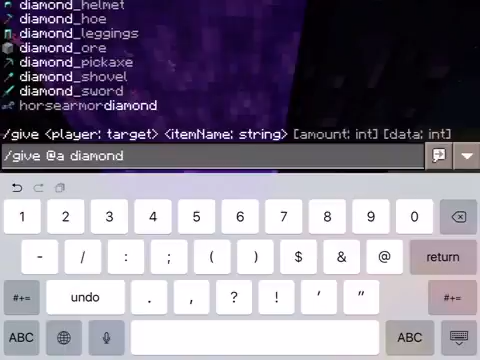 diamond_helmet
diamond_hoe
diamond_leggings
diamond_ore
diamond_pickaxe
diamond_shovel
diamond_sword
horsearmordiamond
/give <player: target> <itemName: string> [amount: int] [data: int]
/give @a diamond
1 2 3 4 5 6 7 8 9 0
- / : ; ( ) $ & @ return
#+= undo . , ? ! ' " #+=
ABC ABC